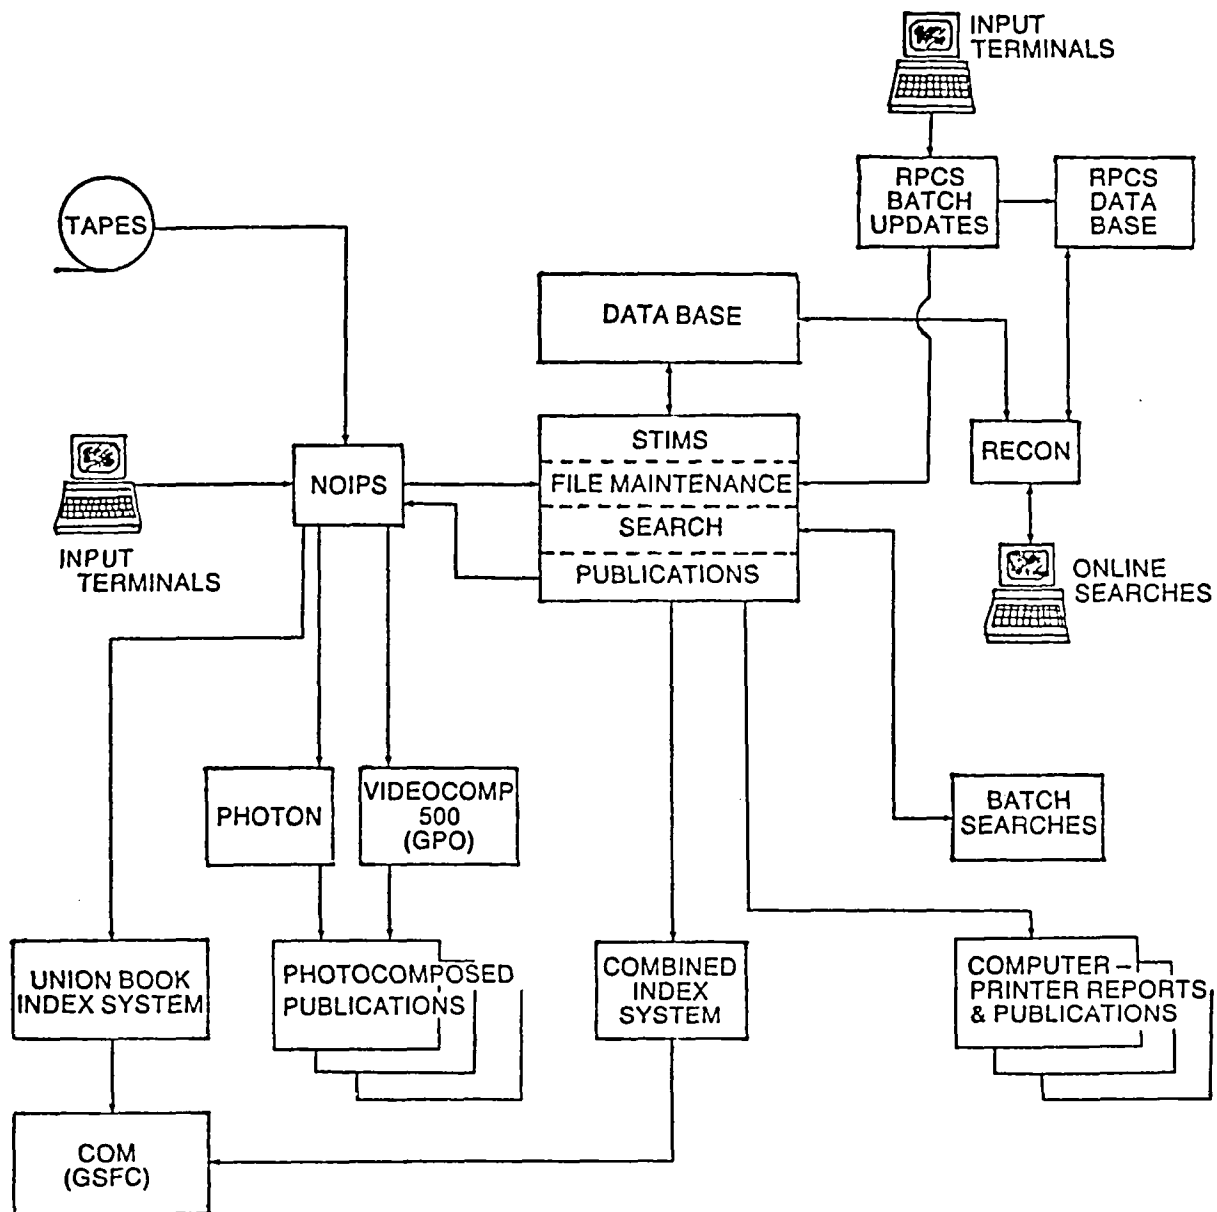 INPUT
TERMINALS
RPCS
BATCH
UPDATES
RPCS
DATA
BASE
TAPES
DATA BASE
STIMS
FILE MAINTENANCE
SEARCH
PUBLICATIONS
RECON
NOIPS
INPUT
TERMINALS
ONLINE
SEARCHES
PHOTON
VIDEOCOMP
500
(GPO)
BATCH
SEARCHES
UNION BOOK
INDEX SYSTEM
PHOTOCOMPOSED
PUBLICATIONS
COMBINED
INDEX
SYSTEM
COMPUTER –
PRINTER REPORTS
& PUBLICATIONS
COM
(GSFC)